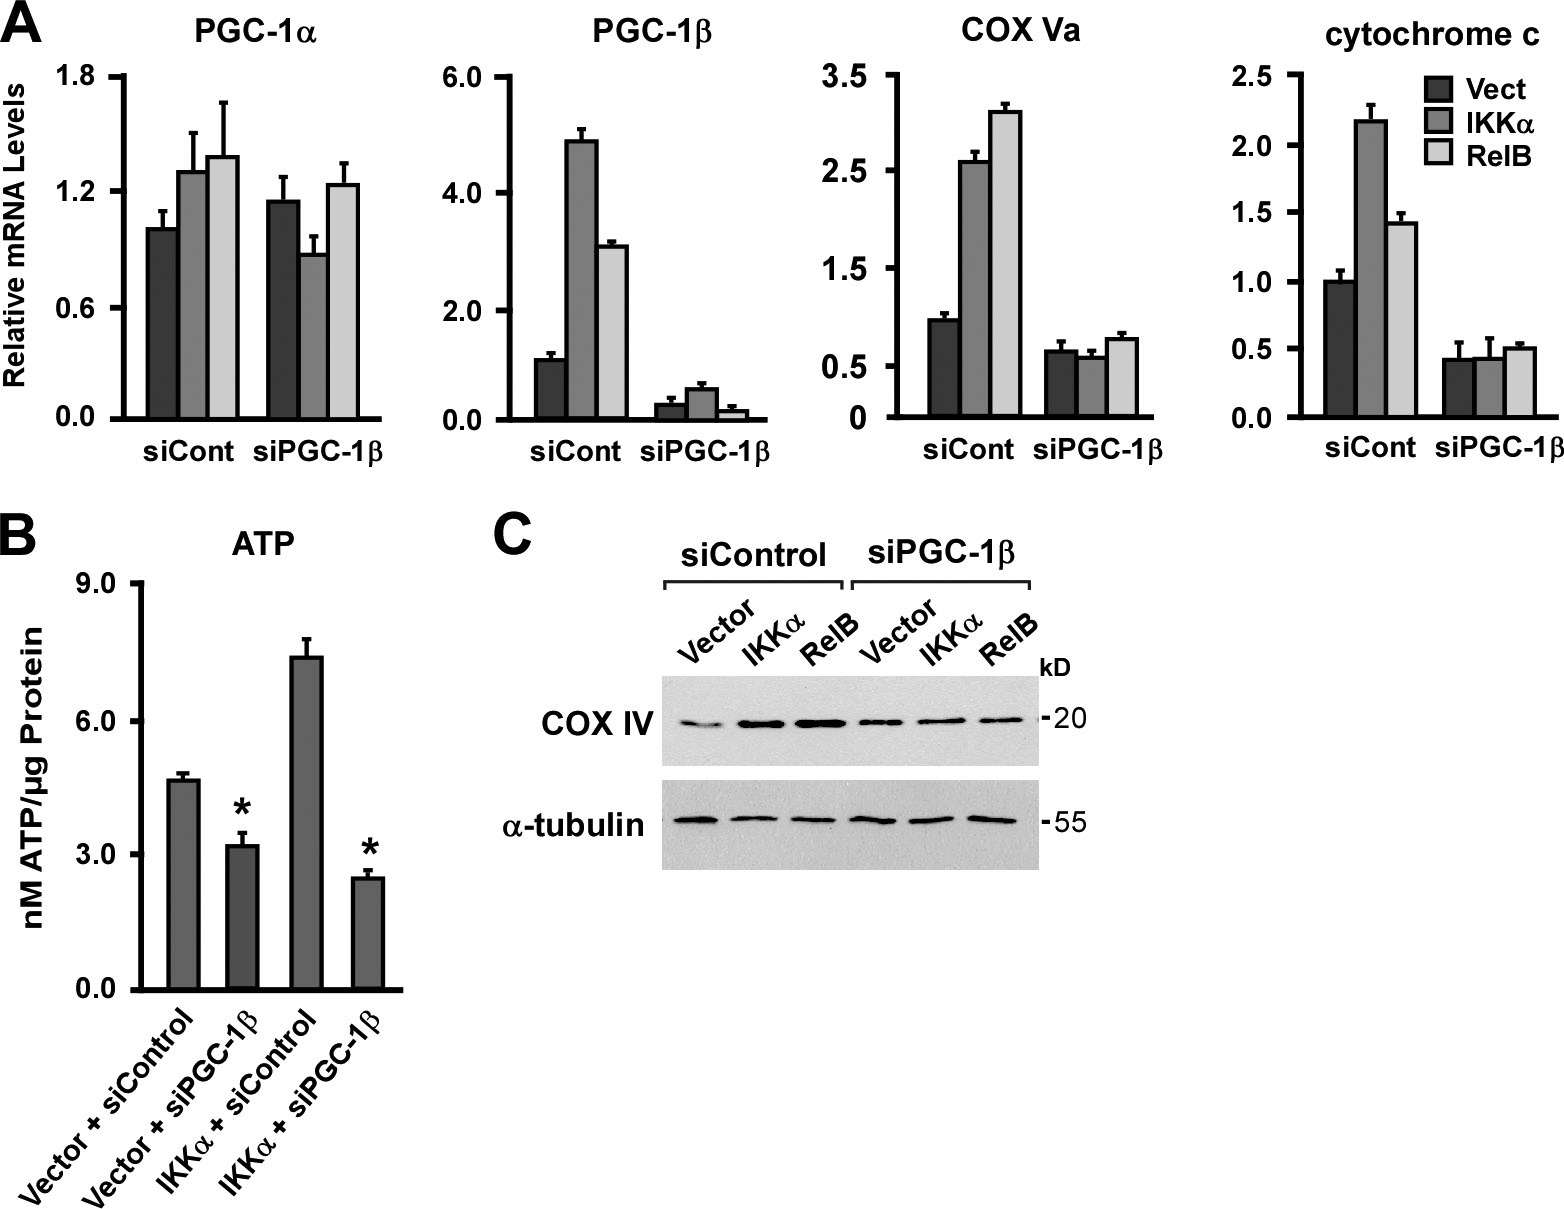 A
PGC-1α
PGC-1β
COX Va
cytochrome c
Relative mRNA Levels
1.8
1.2
0.6
0.0
siCont
siPGC-1β
6.0
4.0
2.0
0.0
siCont
siPGC-1β
3.5
2.5
1.5
0.5
0
siCont
siPGC-1β
2.5
2.0
1.5
1.0
0.5
0.0
siCont
siPGC-1β
Vect
IKKα
RelB
B
ATP
nM ATP/µg Protein
9.0
6.0
3.0
0.0
*
*
Vector + siControl
Vector + siPGC-1β
IKKα + siControl
IKKα + siPGC-1β
C
siControl
siPGC-1β
Vector
IKKα
RelB
Vector
IKKα
RelB
kD
COX IV
-20
α-tubulin
-55